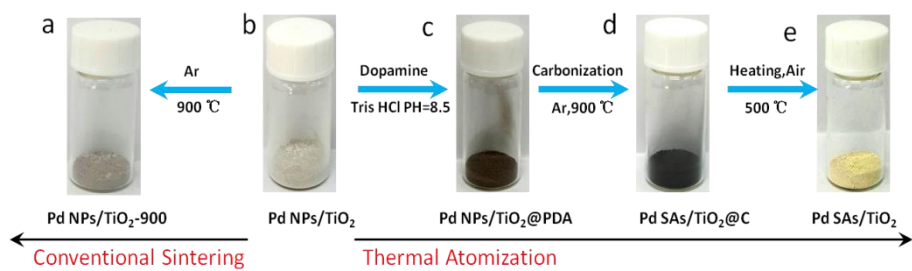 a
b
c
d
e
Ar
900 ℃
Dopamine
Tris HCl PH=8.5
Carbonization
Ar,900 ℃
Heating,Air
500 ℃
Pd NPs/TiO₂-900
Pd NPs/TiO₂
Pd NPs/TiO₂@PDA
Pd SAs/TiO₂@C
Pd SAs/TiO₂
Conventional Sintering
Thermal Atomization